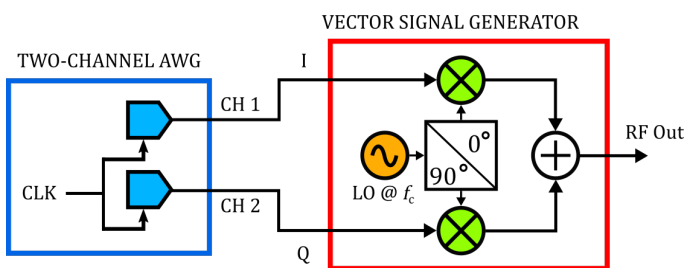 VECTOR SIGNAL GENERATOR
TWO-CHANNEL AWG
I
CH 1
0°
90°
RF Out
CLK
LO @ fc
CH 2
Q